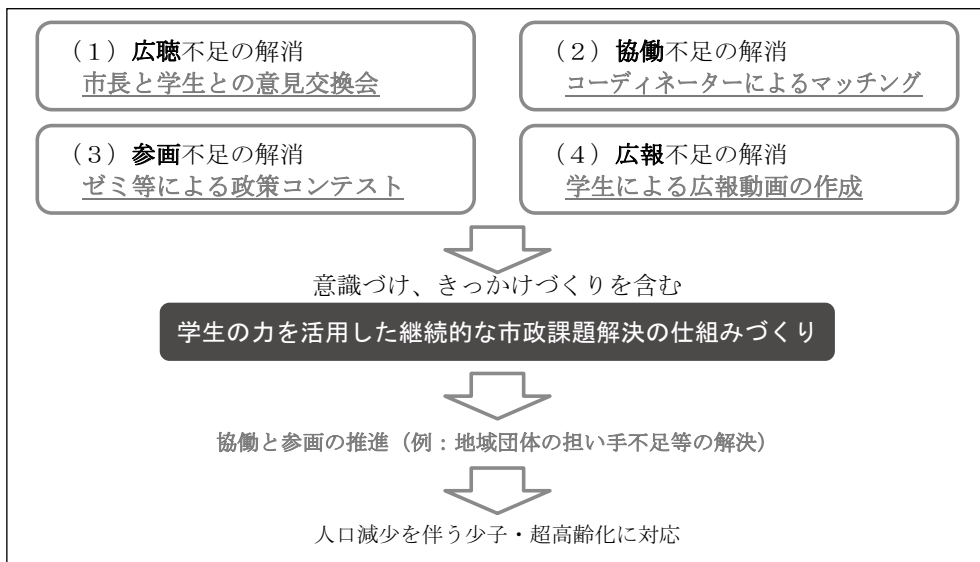 （１）広聴不足の解消
市長と学生との意見交換会
（２）協働不足の解消
コーディネーターによるマッチング
（３）参画不足の解消
ゼミ等による政策コンテスト
（４）広報不足の解消
学生による広報動画の作成
意識づけ、きっかけづくりを含む
学生の力を活用した継続的な市政課題解決の仕組みづくり
協働と参画の推進（例：地域団体の担い手不足等の解決）
人口減少を伴う少子・超高齢化に対応